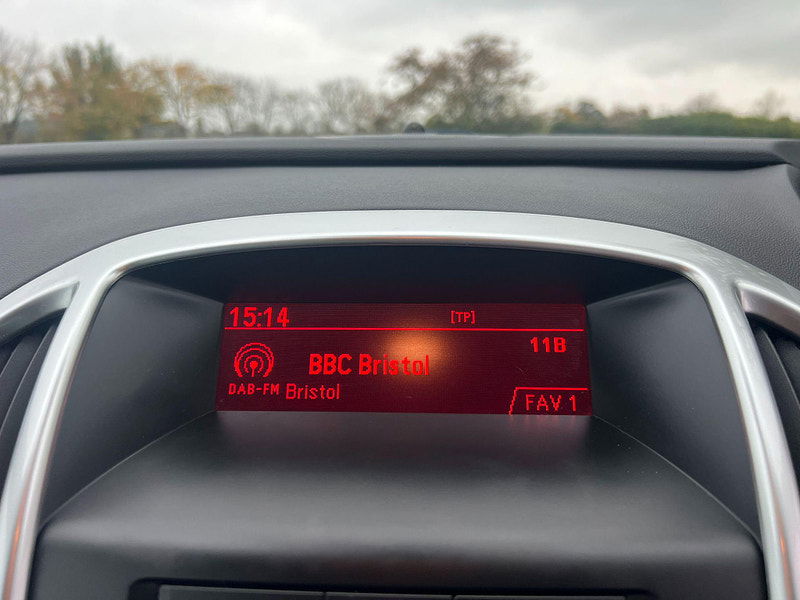 15:14 [TP]
11B
BBC Bristol
DAB-FM Bristol
FAV 1